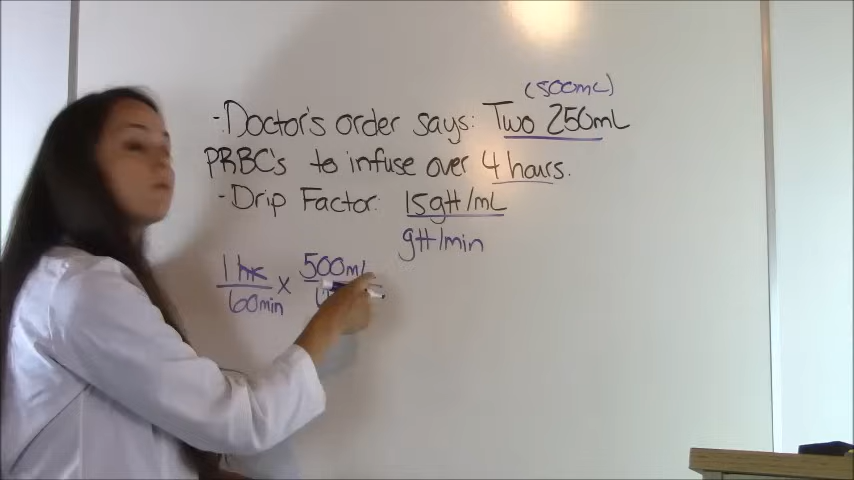 (500mL)
-Doctor's order says: Two 250mL
PRBC's to infuse over 4 hours.
-Drip Factor: 15gtt/mL
gtt/min
1 hr x 500mL
60min